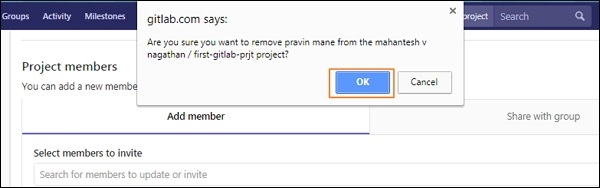 Groups Activity Milestones
project Search
gitlab.com says:
Are you sure you want to remove pravin mane from the mahantesh v
nagathan / first-gitlab-prjt project?
OK Cancel
Project members
You can add a new membe
Add member Share with group
Select members to invite
Search for members to update or invite